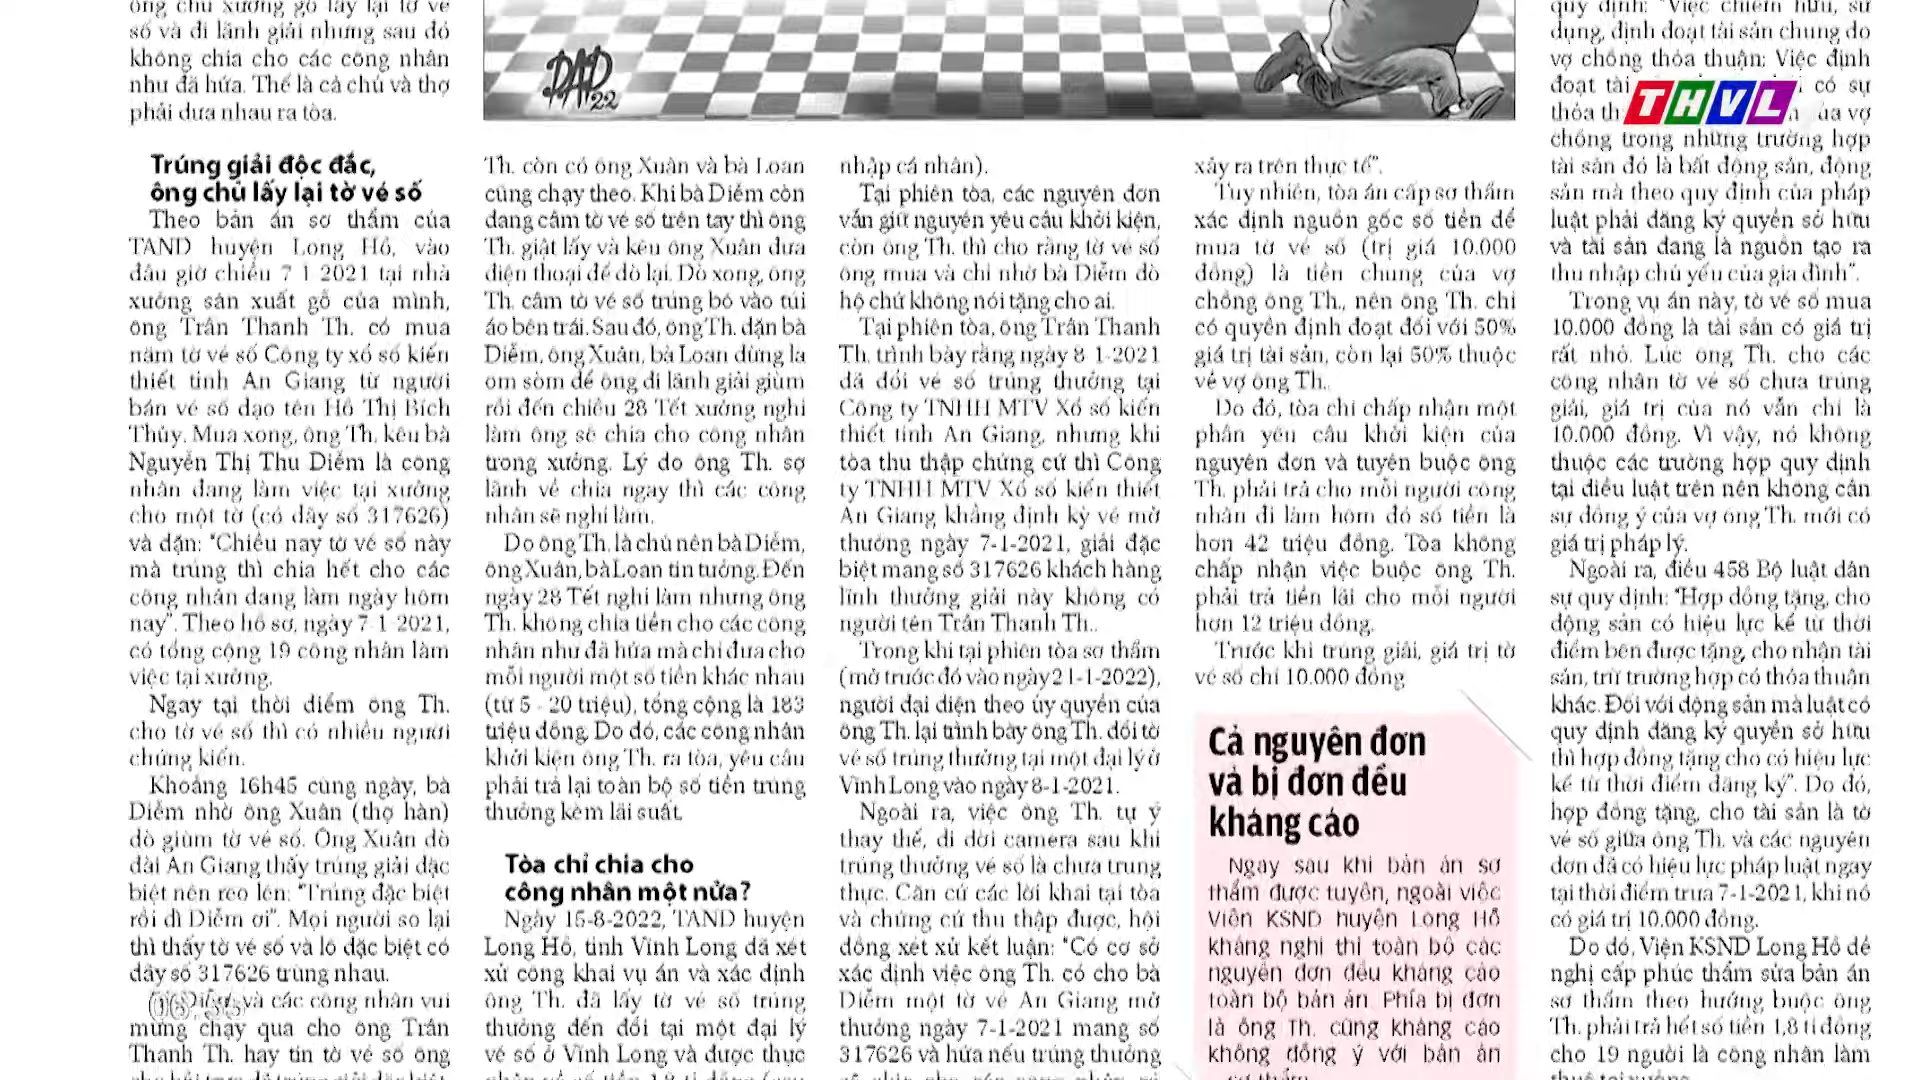 ông chủ xưởng gỗ lấy lại tờ vé
số và đi lãnh giải nhưng sau đó
không chia cho các công nhân
như đã hứa. Thế là cả chủ và thợ
phải đưa nhau ra tòa.
Trúng giải độc đắc,
ông chủ lấy lại tờ vé số
Theo bản án sơ thẩm của
TAND huyện Long Hồ, vào
đầu giờ chiều 7-1-2021 tại nhà
xưởng sản xuất gỗ của mình,
ông Trần Thanh Th. có mua
năm tờ vé số Công ty xổ số kiến
thiết tỉnh An Giang từ người
bán vé số dạo tên Hồ Thị Bích
Thủy. Mua xong, ông Th. kêu bà
Nguyễn Thị Thu Diễm là công
nhân đang làm việc tại xưởng
cho một tờ (có dãy số 317626)
và dặn: "Chiều nay tờ vé số này
mà trúng thì chia hết cho các
công nhân đang làm ngày hôm
nay". Theo hồ sơ, ngày 7-1-2021,
có tổng cộng 19 công nhân làm
việc tại xưởng.
Ngay tại thời điểm ông Th.
cho tờ vé số thì có nhiều người
chứng kiến.
Khoảng 16h45 cùng ngày, bà
Diễm nhờ ông Xuân (thợ hàn)
dò giùm tờ vé số. Ông Xuân dò
đài An Giang thấy trúng giải đặc
biệt nên reo lên: "Trúng đặc biệt
rồi dì Diễm ơi". Mọi người so lại
thì thấy tờ vé số và lô đặc biệt có
dãy số 317626 trùng nhau.
và các công nhân vui
mừng chạy qua cho ông Trần
Thanh Th. hay tin tờ vé số ông
Th. còn có ông Xuân và bà Loan
cũng chạy theo. Khi bà Diễm còn
đang cầm tờ vé số trên tay thì ông
Th. giật lấy và kêu ông Xuân đưa
điện thoại để dò lại. Dò xong, ông
Th. cầm tờ vé số trúng bỏ vào túi
áo bên trái. Sau đó, ông Th. dặn bà
Diễm, ông Xuân, bà Loan đừng la
om sòm để ông đi lãnh giải giùm
rồi đến chiều 28 Tết xưởng nghỉ
làm ông sẽ chia cho công nhân
trong xưởng. Lý do ông Th. sợ
lãnh về chia ngay thì các công
nhân sẽ nghỉ làm.
Do ông Th. là chủ nên bà Diễm,
ông Xuân, bà Loan tin tưởng. Đến
ngày 28 Tết nghỉ làm nhưng ông
Th. không chia tiền cho các công
nhân như đã hứa mà chỉ đưa cho
mỗi người một số tiền khác nhau
(từ 5 - 20 triệu), tổng cộng là 183
triệu đồng. Do đó, các công nhân
khởi kiện ông Th. ra tòa, yêu cầu
phải trả lại toàn bộ số tiền trúng
thưởng kèm lãi suất.
Tòa chỉ chia cho
công nhân một nửa?
Ngày 15-8-2022, TAND huyện
Long Hồ, tỉnh Vĩnh Long đã xét
xử công khai vụ án và xác định
ông Th. đã lấy tờ vé số trúng
thưởng đến đổi tại một đại lý
vé số ở Vĩnh Long và được thực
nhập cá nhân).
Tại phiên tòa, các nguyên đơn
vẫn giữ nguyên yêu cầu khởi kiện,
còn ông Th. thì cho rằng tờ vé số
ông mua và chỉ nhờ bà Diễm dò
hộ chứ không nói tặng cho ai.
Tại phiên tòa, ông Trần Thanh
Th. trình bày rằng ngày 8-1-2021
đã đổi vé số trúng thưởng tại
Công ty TNHH MTV Xổ số kiến
thiết tỉnh An Giang, nhưng khi
tòa thu thập chứng cứ thì Công
ty TNHH MTV Xổ số kiến thiết
An Giang khẳng định kỳ vé mở
thưởng ngày 7-1-2021, giải đặc
biệt mang số 317626 khách hàng
lĩnh thưởng giải này không có
người tên Trần Thanh Th..
Trong khi tại phiên tòa sơ thẩm
(mở trước đó vào ngày 21-1-2022),
người đại diện theo ủy quyền của
ông Th. lại trình bày ông Th. đổi tờ
vé số trúng thưởng tại một đại lý ở
Vĩnh Long vào ngày 8-1-2021.
Ngoài ra, việc ông Th. tự ý
thay thế, di dời camera sau khi
trúng thưởng vé số là chưa trung
thực. Căn cứ các lời khai tại tòa
và chứng cứ thu thập được, hội
đồng xét xử kết luận: "Có cơ sở
xác định việc ông Th. có cho bà
Diễm một tờ vé An Giang mở
thưởng ngày 7-1-2021 mang số
317626 và hứa nếu trúng thưởng
xảy ra trên thực tế".
Tuy nhiên, tòa án cấp sơ thẩm
xác định nguồn gốc số tiền để
mua tờ vé số (trị giá 10.000
đồng) là tiền chung của vợ
chồng ông Th., nên ông Th. chỉ
có quyền định đoạt đối với 50%
giá trị tài sản, còn lại 50% thuộc
về vợ ông Th..
Do đó, tòa chỉ chấp nhận một
phần yêu cầu khởi kiện của
nguyên đơn và tuyên buộc ông
Th. phải trả cho mỗi người công
nhân đi làm hôm đó số tiền là
hơn 42 triệu đồng. Tòa không
chấp nhận việc buộc ông Th.
phải trả tiền lãi cho mỗi người
hơn 12 triệu đồng.
Trước khi trúng giải, giá trị tờ
vé số chỉ 10.000 đồng
Cả nguyên đơn
và bị đơn đều
kháng cáo
Ngay sau khi bản án sơ
thẩm được tuyên, ngoài việc
Viện KSND huyện Long Hồ
kháng nghị thì toàn bộ các
nguyên đơn đều kháng cáo
toàn bộ bản án. Phía bị đơn
là ông Th. cũng kháng cáo
không đồng ý với bản án
sơ thẩm.
quy định: "Việc chiếm hữu, sử
dụng, định đoạt tài sản chung do
vợ chồng thỏa thuận; Việc định
đoạt tài có sự
thỏa th của vợ
chồng trong những trường hợp
tài sản đó là bất động sản, động
sản mà theo quy định của pháp
luật phải đăng ký quyền sở hữu
và tài sản đang là nguồn tạo ra
thu nhập chủ yếu của gia đình".
Trong vụ án này, tờ vé số mua
10.000 đồng là tài sản có giá trị
rất nhỏ. Lúc ông Th. cho các
công nhân tờ vé số chưa trúng
giải, giá trị của nó vẫn chỉ là
10.000 đồng. Vì vậy, nó không
thuộc các trường hợp quy định
tại điều luật trên nên không cần
sự đồng ý của vợ ông Th. mới có
giá trị pháp lý.
Ngoài ra, điều 458 Bộ luật dân
sự quy định: "Hợp đồng tặng, cho
động sản có hiệu lực kể từ thời
điểm bên được tặng, cho nhận tài
sản, trừ trường hợp có thỏa thuận
khác. Đối với động sản mà luật có
quy định đăng ký quyền sở hữu
thì hợp đồng tặng cho có hiệu lực
kể từ thời điểm đăng ký". Do đó,
hợp đồng tặng, cho tài sản là tờ
vé số giữa ông Th. và các nguyên
đơn đã có hiệu lực pháp luật ngay
tại thời điểm trưa 7-1-2021, khi nó
có giá trị 10.000 đồng.
Do đó, Viện KSND Long Hồ đề
nghị cấp phúc thẩm sửa bản án
sơ thẩm theo hướng buộc ông
Th. phải trả hết số tiền 1,8 tỉ đồng
cho 19 người là công nhân làm
THVL
DAD
22